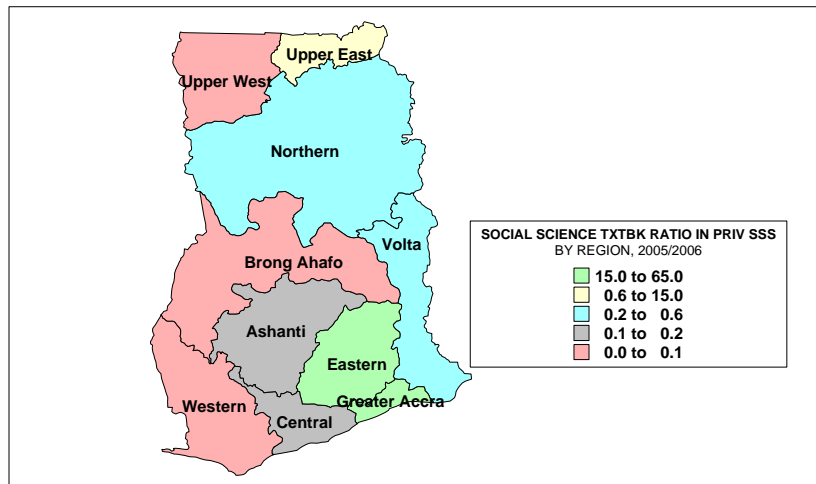 Upper East
Upper West
Northern
Volta
Brong Ahafo
Ashanti
Eastern
Greater Accra
Western
Central
SOCIAL SCIENCE TXTBK RATIO IN PRIV SSS
BY REGION, 2005/2006
15.0 to 65.0
0.6 to 15.0
0.2 to 0.6
0.1 to 0.2
0.0 to 0.1